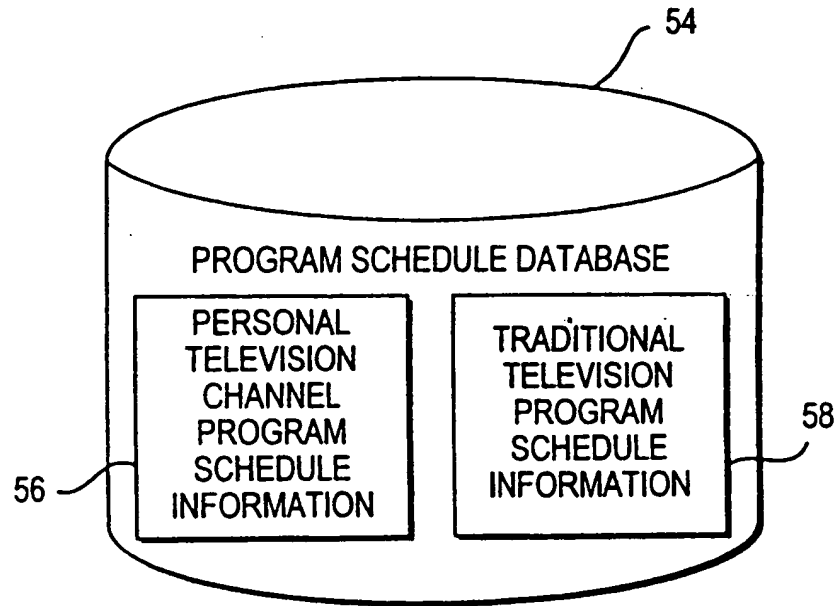 54
PROGRAM SCHEDULE DATABASE
PERSONAL
TELEVISION
CHANNEL
PROGRAM
SCHEDULE
INFORMATION
TRADITIONAL
TELEVISION
PROGRAM
SCHEDULE
INFORMATION
56
58